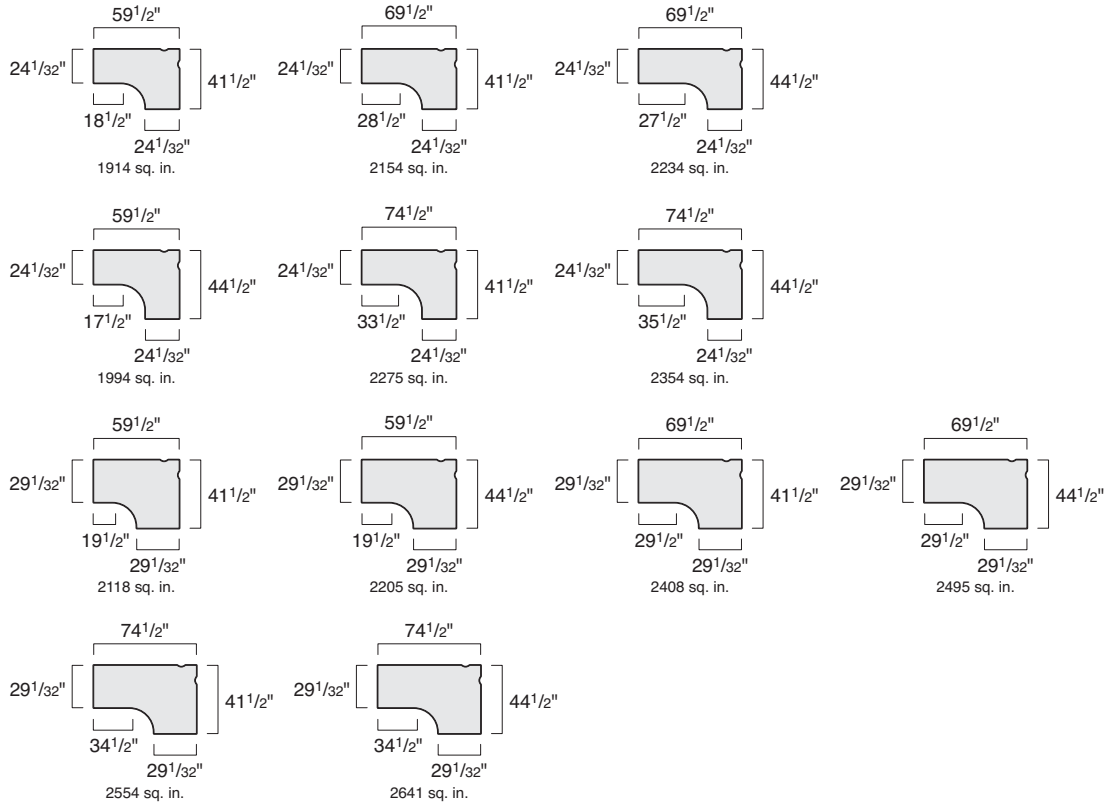 59 1/2" 69 1/2" 69 1/2"
24 1/32" 41 1/2" 24 1/32" 41 1/2" 24 1/32" 44 1/2"
18 1/2" 28 1/2" 27 1/2"
24 1/32" 24 1/32" 24 1/32"
1914 sq. in. 2154 sq. in. 2234 sq. in.
59 1/2" 74 1/2" 74 1/2"
24 1/32" 44 1/2" 24 1/32" 41 1/2" 24 1/32" 44 1/2"
17 1/2" 33 1/2" 35 1/2"
24 1/32" 24 1/32" 24 1/32"
1994 sq. in. 2275 sq. in. 2354 sq. in.
59 1/2" 59 1/2" 69 1/2" 69 1/2"
29 1/32" 41 1/2" 29 1/32" 44 1/2" 29 1/32" 41 1/2" 29 1/32" 44 1/2"
19 1/2" 19 1/2" 29 1/2" 29 1/2"
29 1/32" 29 1/32" 29 1/32" 29 1/32"
2118 sq. in. 2205 sq. in. 2408 sq. in. 2495 sq. in.
74 1/2" 74 1/2"
29 1/32" 41 1/2" 29 1/32" 44 1/2"
34 1/2" 34 1/2"
29 1/32" 29 1/32"
2554 sq. in. 2641 sq. in.